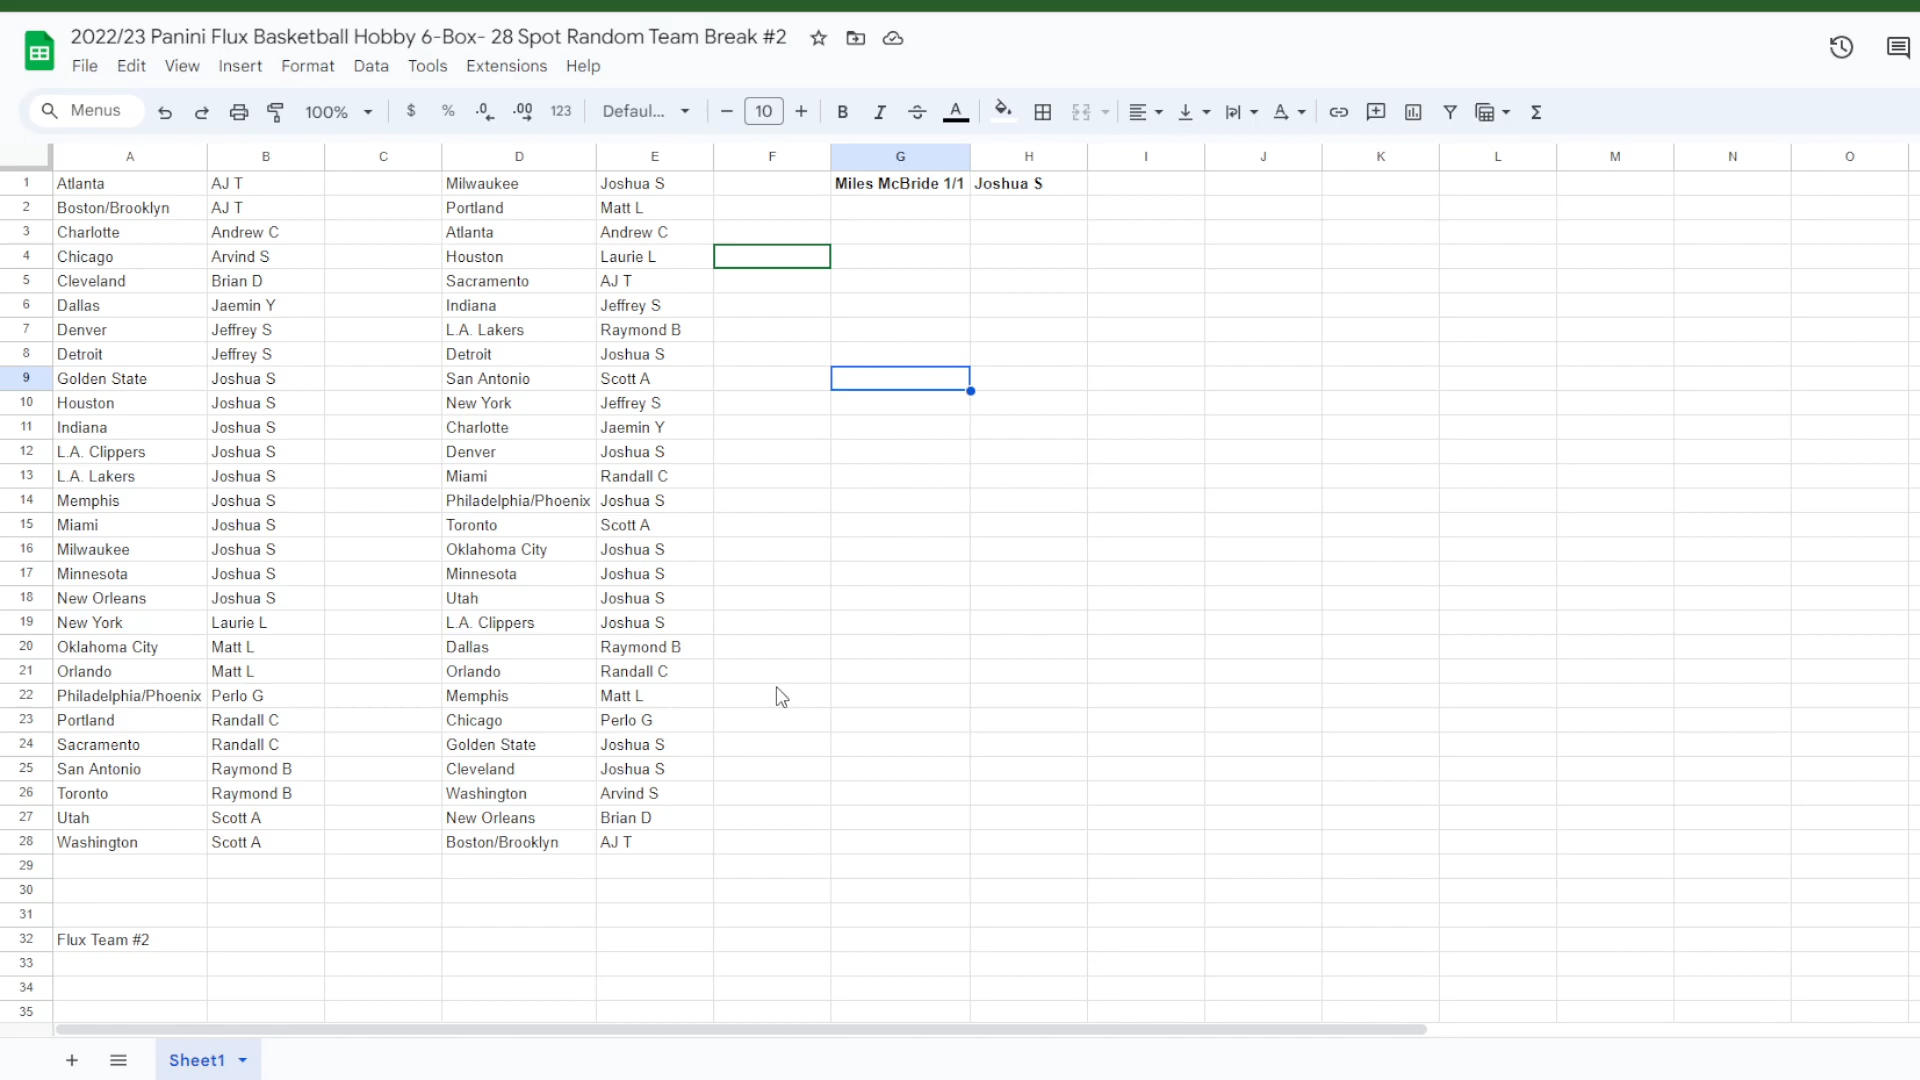 2022/23 Panini Flux Basketball Hobby 6-Box- 28 Spot Random Team Break #2
File Edit View Insert Format Data Tools Extensions Help
Menus 100% $ % .0 .00 123 Defaul... 10 B I A
A B C D E F G H I J K L M N O
1 Atlanta AJ T Milwaukee Joshua S Miles McBride 1/1 Joshua S
2 Boston/Brooklyn AJ T Portland Matt L
3 Charlotte Andrew C Atlanta Andrew C
4 Chicago Arvind S Houston Laurie L
5 Cleveland Brian D Sacramento AJ T
6 Dallas Jaemin Y Indiana Jeffrey S
7 Denver Jeffrey S L.A. Lakers Raymond B
8 Detroit Jeffrey S Detroit Joshua S
9 Golden State Joshua S San Antonio Scott A
10 Houston Joshua S New York Jeffrey S
11 Indiana Joshua S Charlotte Jaemin Y
12 L.A. Clippers Joshua S Denver Joshua S
13 L.A. Lakers Joshua S Miami Randall C
14 Memphis Joshua S Philadelphia/Phoenix Joshua S
15 Miami Joshua S Toronto Scott A
16 Milwaukee Joshua S Oklahoma City Joshua S
17 Minnesota Joshua S Minnesota Joshua S
18 New Orleans Joshua S Utah Joshua S
19 New York Laurie L L.A. Clippers Joshua S
20 Oklahoma City Matt L Dallas Raymond B
21 Orlando Matt L Orlando Randall C
22 Philadelphia/Phoenix Perlo G Memphis Matt L
23 Portland Randall C Chicago Perlo G
24 Sacramento Randall C Golden State Joshua S
25 San Antonio Raymond B Cleveland Joshua S
26 Toronto Raymond B Washington Arvind S
27 Utah Scott A New Orleans Brian D
28 Washington Scott A Boston/Brooklyn AJ T
29
30
31
32 Flux Team #2
33
34
35
Sheet1